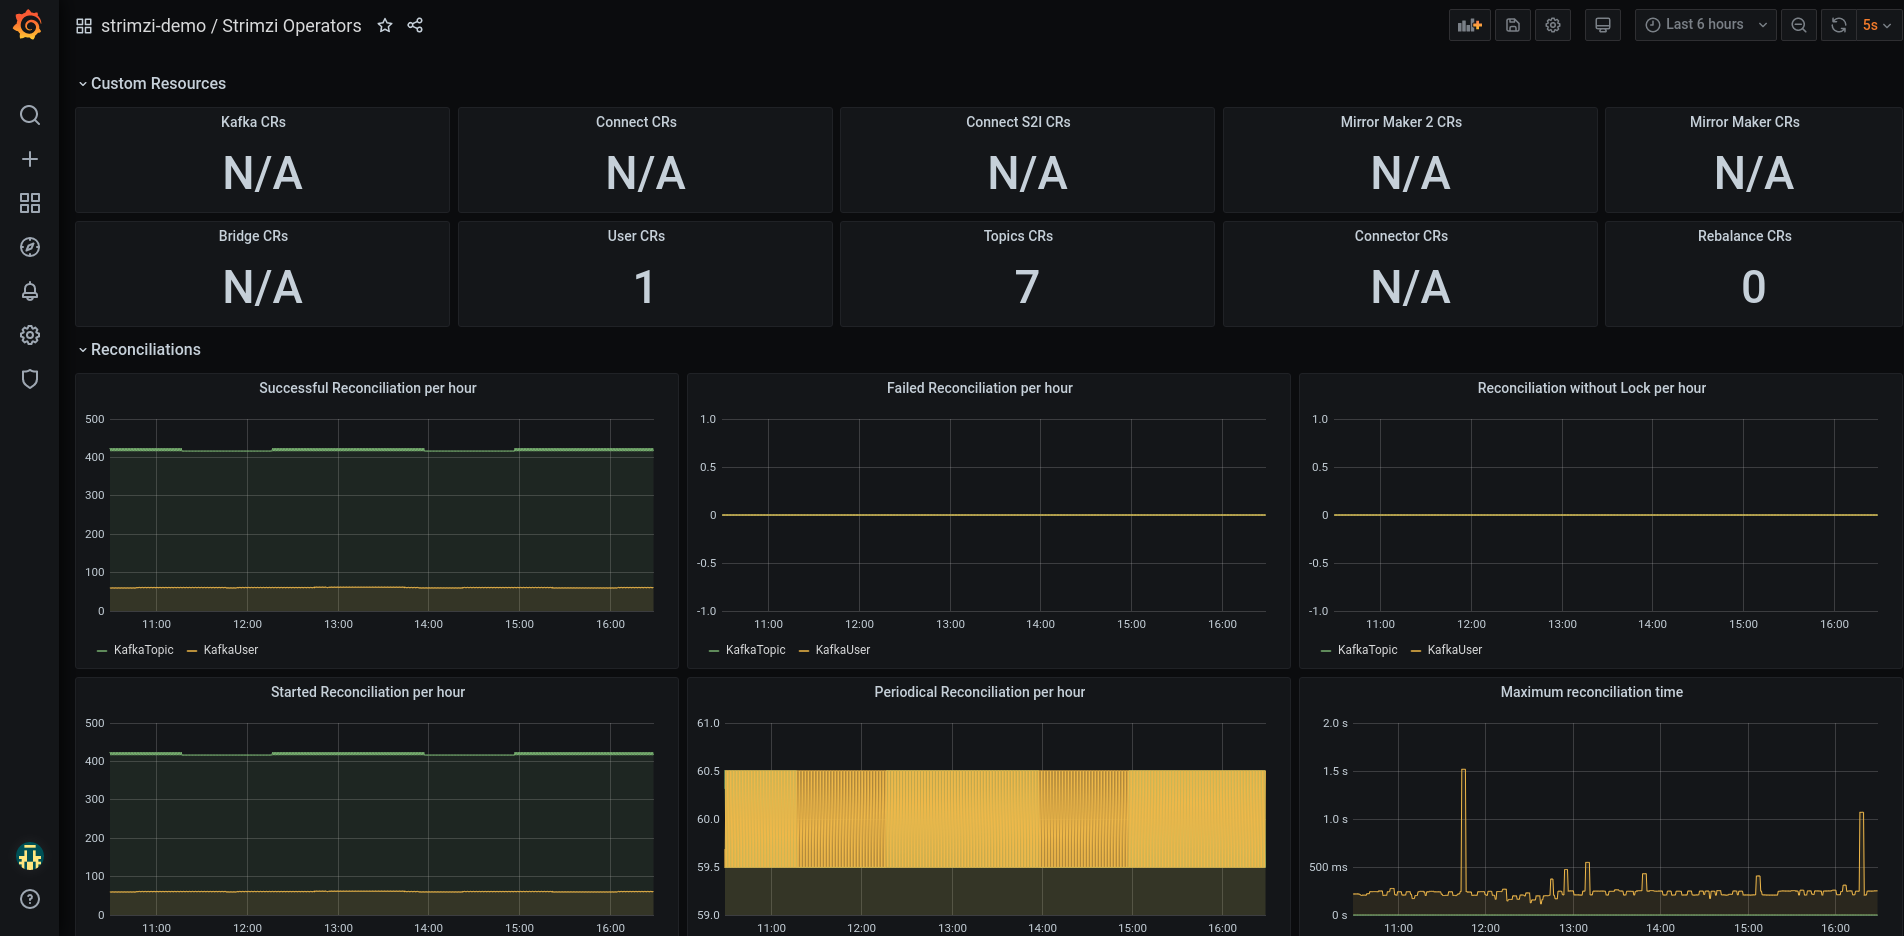 strimzi-demo / Strimzi Operators
Last 6 hours
5s
Custom Resources
Kafka CRs
N/A
Connect CRs
N/A
Connect S2I CRs
N/A
Mirror Maker 2 CRs
N/A
Mirror Maker CRs
N/A
Bridge CRs
N/A
User CRs
1
Topics CRs
7
Connector CRs
N/A
Rebalance CRs
0
Reconciliations
Successful Reconciliation per hour
500
400
300
200
100
0
11:00 12:00 13:00 14:00 15:00 16:00
KafkaTopic KafkaUser
Failed Reconciliation per hour
1.0
0.5
0
-0.5
-1.0
11:00 12:00 13:00 14:00 15:00 16:00
KafkaTopic KafkaUser
Reconciliation without Lock per hour
1.0
0.5
0
-0.5
-1.0
11:00 12:00 13:00 14:00 15:00 16:00
KafkaTopic KafkaUser
Started Reconciliation per hour
500
400
300
200
100
0
11:00 12:00 13:00 14:00 15:00 16:00
Periodical Reconciliation per hour
61.0
60.5
60.0
59.5
59.0
11:00 12:00 13:00 14:00 15:00 16:00
Maximum reconciliation time
2.0 s
1.5 s
1.0 s
500 ms
0 s
11:00 12:00 13:00 14:00 15:00 16:00